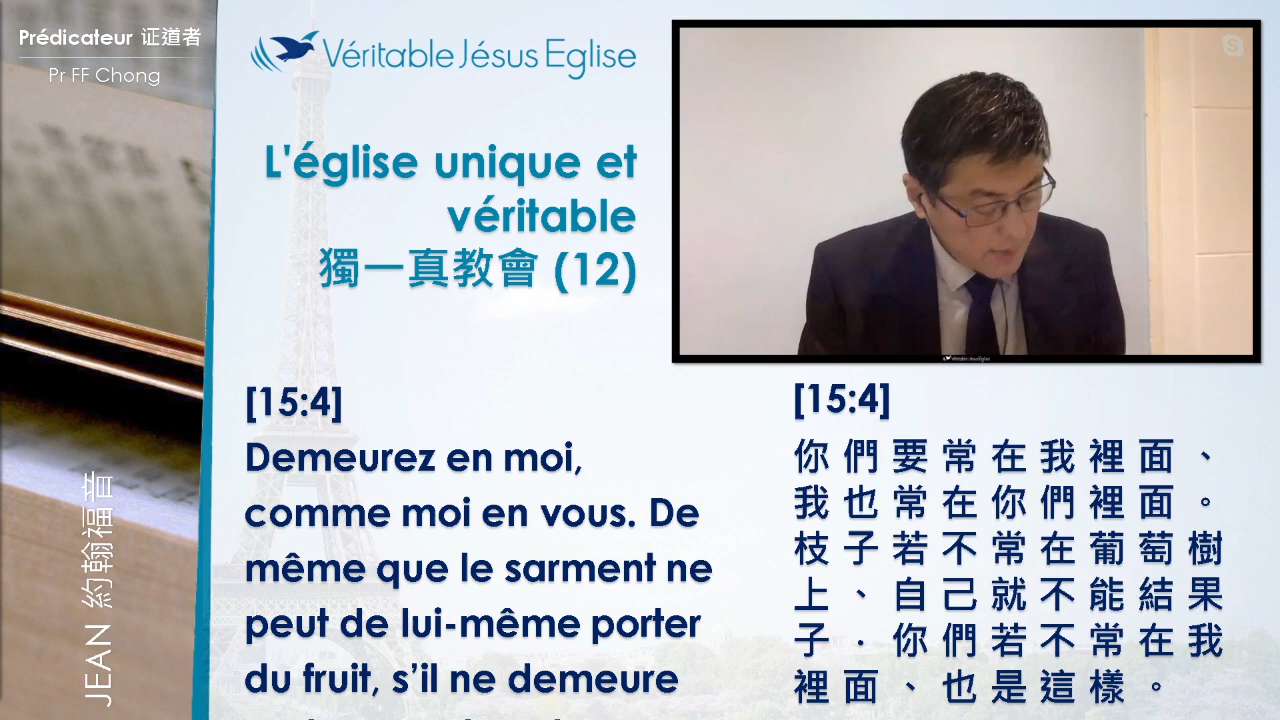 Prédicateur 证道者
Pr FF Chong
Véritable Jésus Eglise
L'église unique et
véritable
獨一真教會 (12)
[15:4]
Demeurez en moi,
comme moi en vous. De
même que le sarment ne
peut de lui-même porter
du fruit, s’il ne demeure
[15:4]
你們要常在我裡面、
我也常在你們裡面。
枝子若不常在葡萄樹
上、自己就不能結果
子．你們若不常在我
裡面、也是這樣。
JEAN 約翰福音